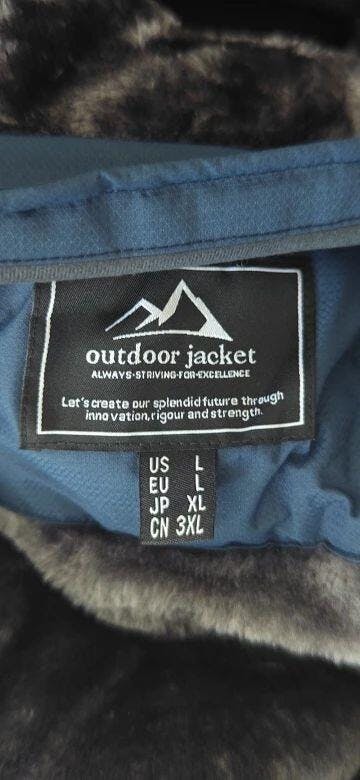 outdoor jacket
ALWAYS·STRIVING·FOR·EXCELLENCE
Let's create our splendid future through
innovation, rigour and strength.
US L
EU L
JP XL
CN 3XL